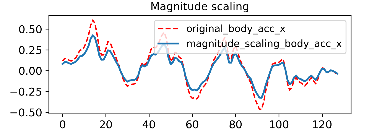 Magnitude scaling
original_body_acc_x
magnitude_scaling_body_acc_x
0.50
0.25
0.00
−0.25
−0.50
0 20 40 60 80 100 120